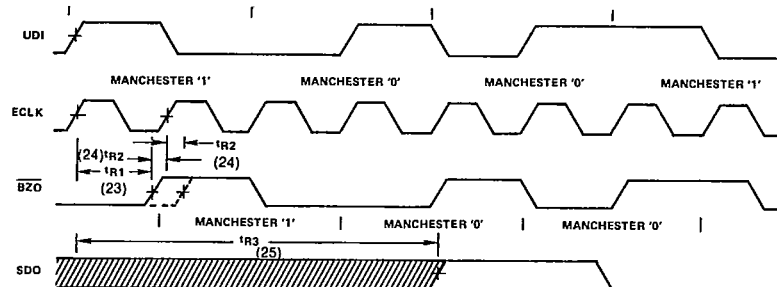 UDI
MANCHESTER '1' MANCHESTER '0' MANCHESTER '0' MANCHESTER '1'
ECLK
tR2
(24) tR2 (24)
tR1
(23)
BZO
MANCHESTER '1' MANCHESTER '0' MANCHESTER '0'
tR3
(25)
SDO